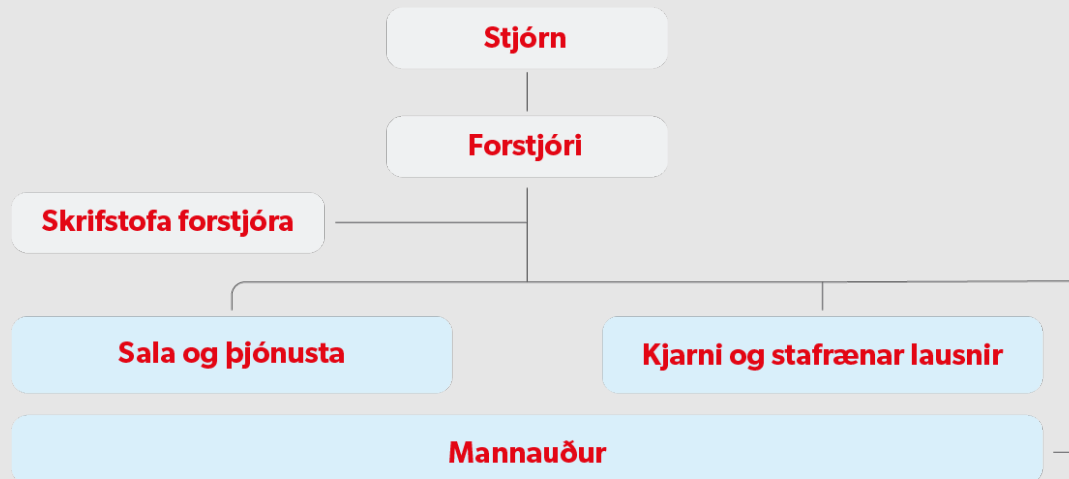 Stjórn
Forstjóri
Skrifstofa forstjóra
Sala og þjónusta
Kjarni og stafrænar lausnir
Mannauður